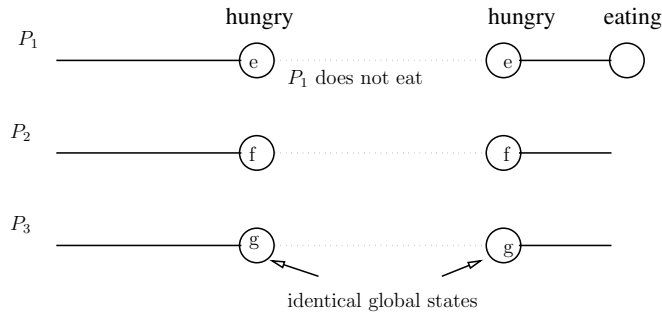 hungry hungry eating
P₁ e e
P₁ does not eat
P₂ f f
P₃ g g
identical global states